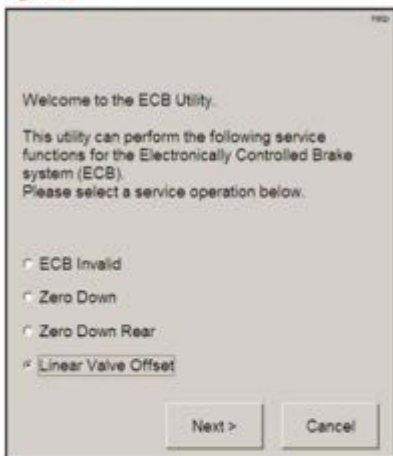 Welcome to the ECB Utility.
This utility can perform the following service
functions for the Electronically Controlled Brake
system (ECB).
Please select a service operation below.
ECB Invalid
Zero Down
Zero Down Rear
Linear Valve Offset
Next >
Cancel